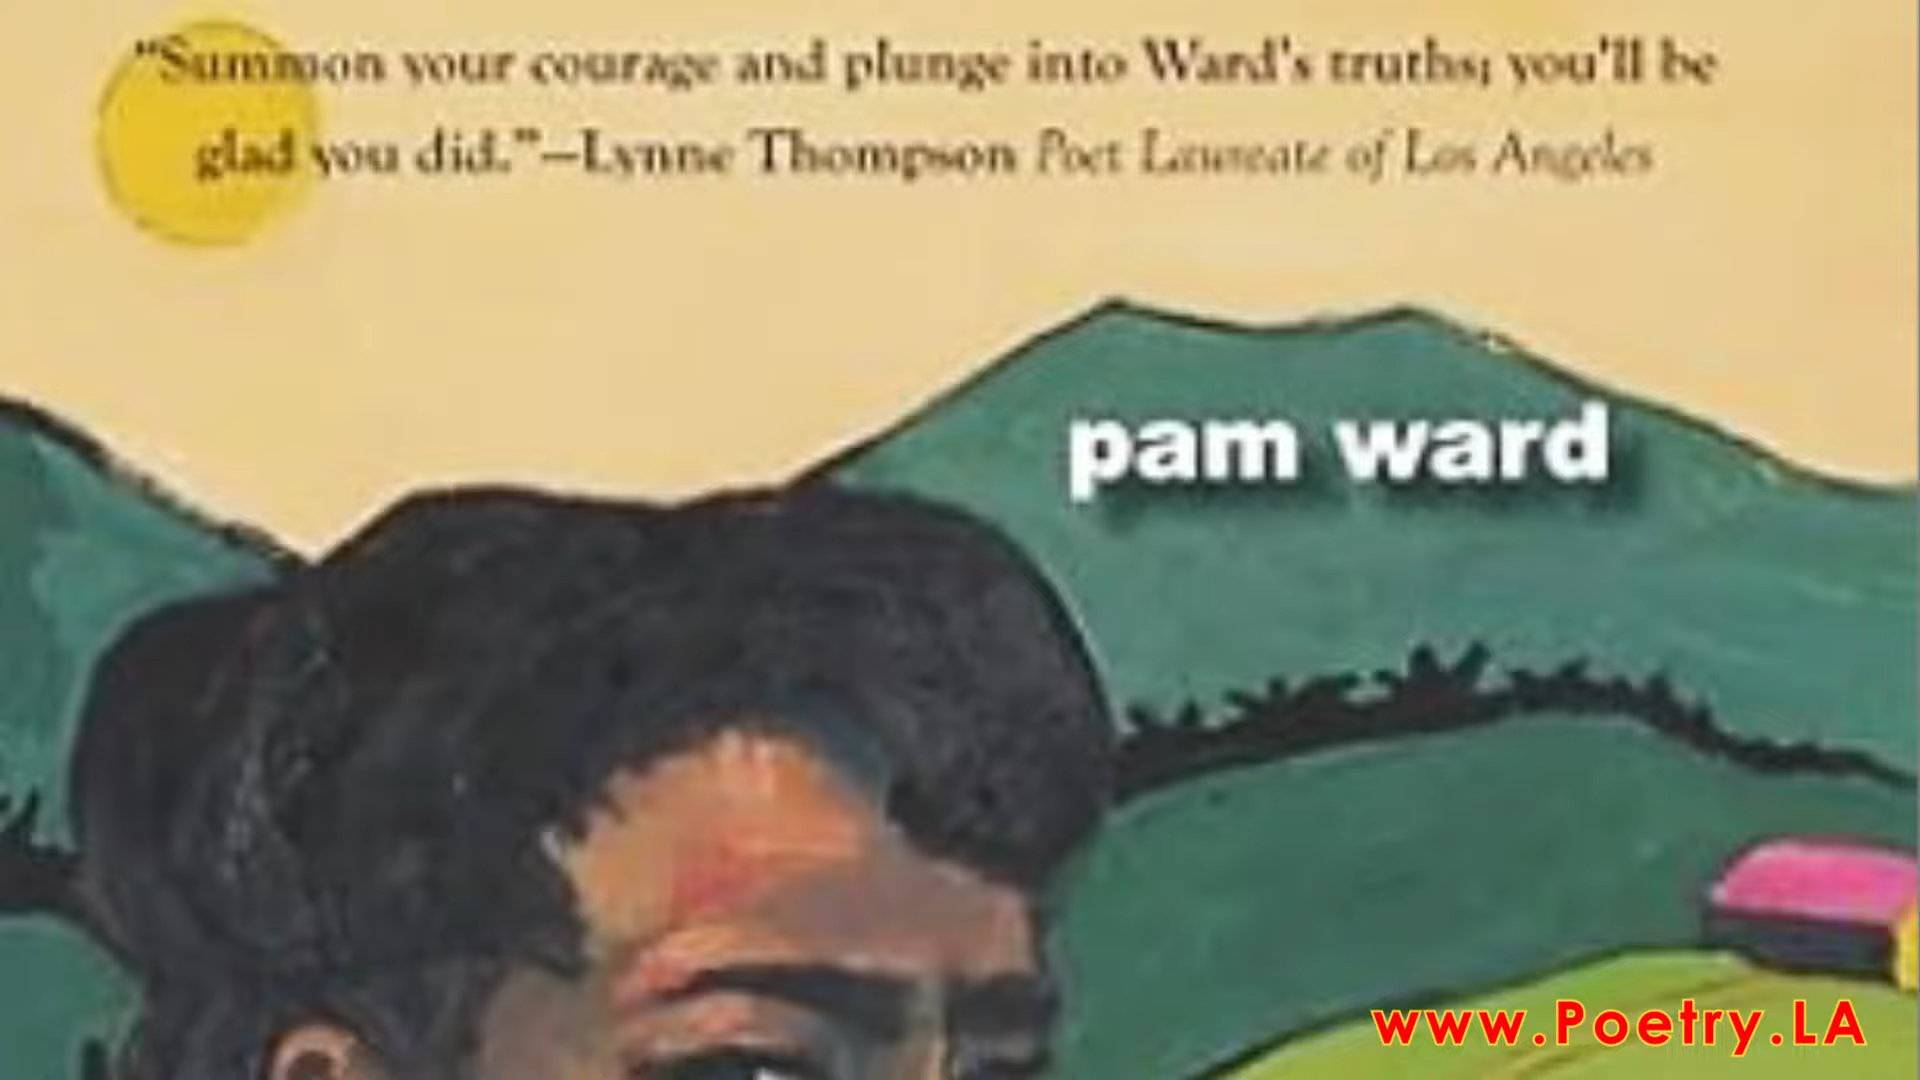 "Summon your courage and plunge into Ward's truths; you'll be
glad you did."—Lynne Thompson Poet Laureate of Los Angeles
pam ward
www.Poetry.LA